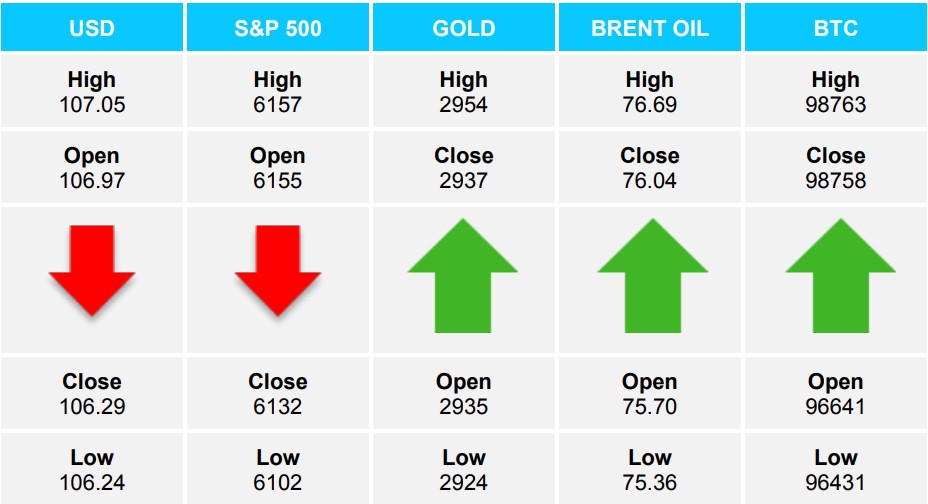 USD S&P 500 GOLD BRENT OIL BTC
High High High High High
107.05 6157 2954 76.69 98763
Open Open Close Close Close
106.97 6155 2937 76.04 98758
Close Close Open Open Open
106.29 6132 2935 75.70 96641
Low Low Low Low Low
106.24 6102 2924 75.36 96431